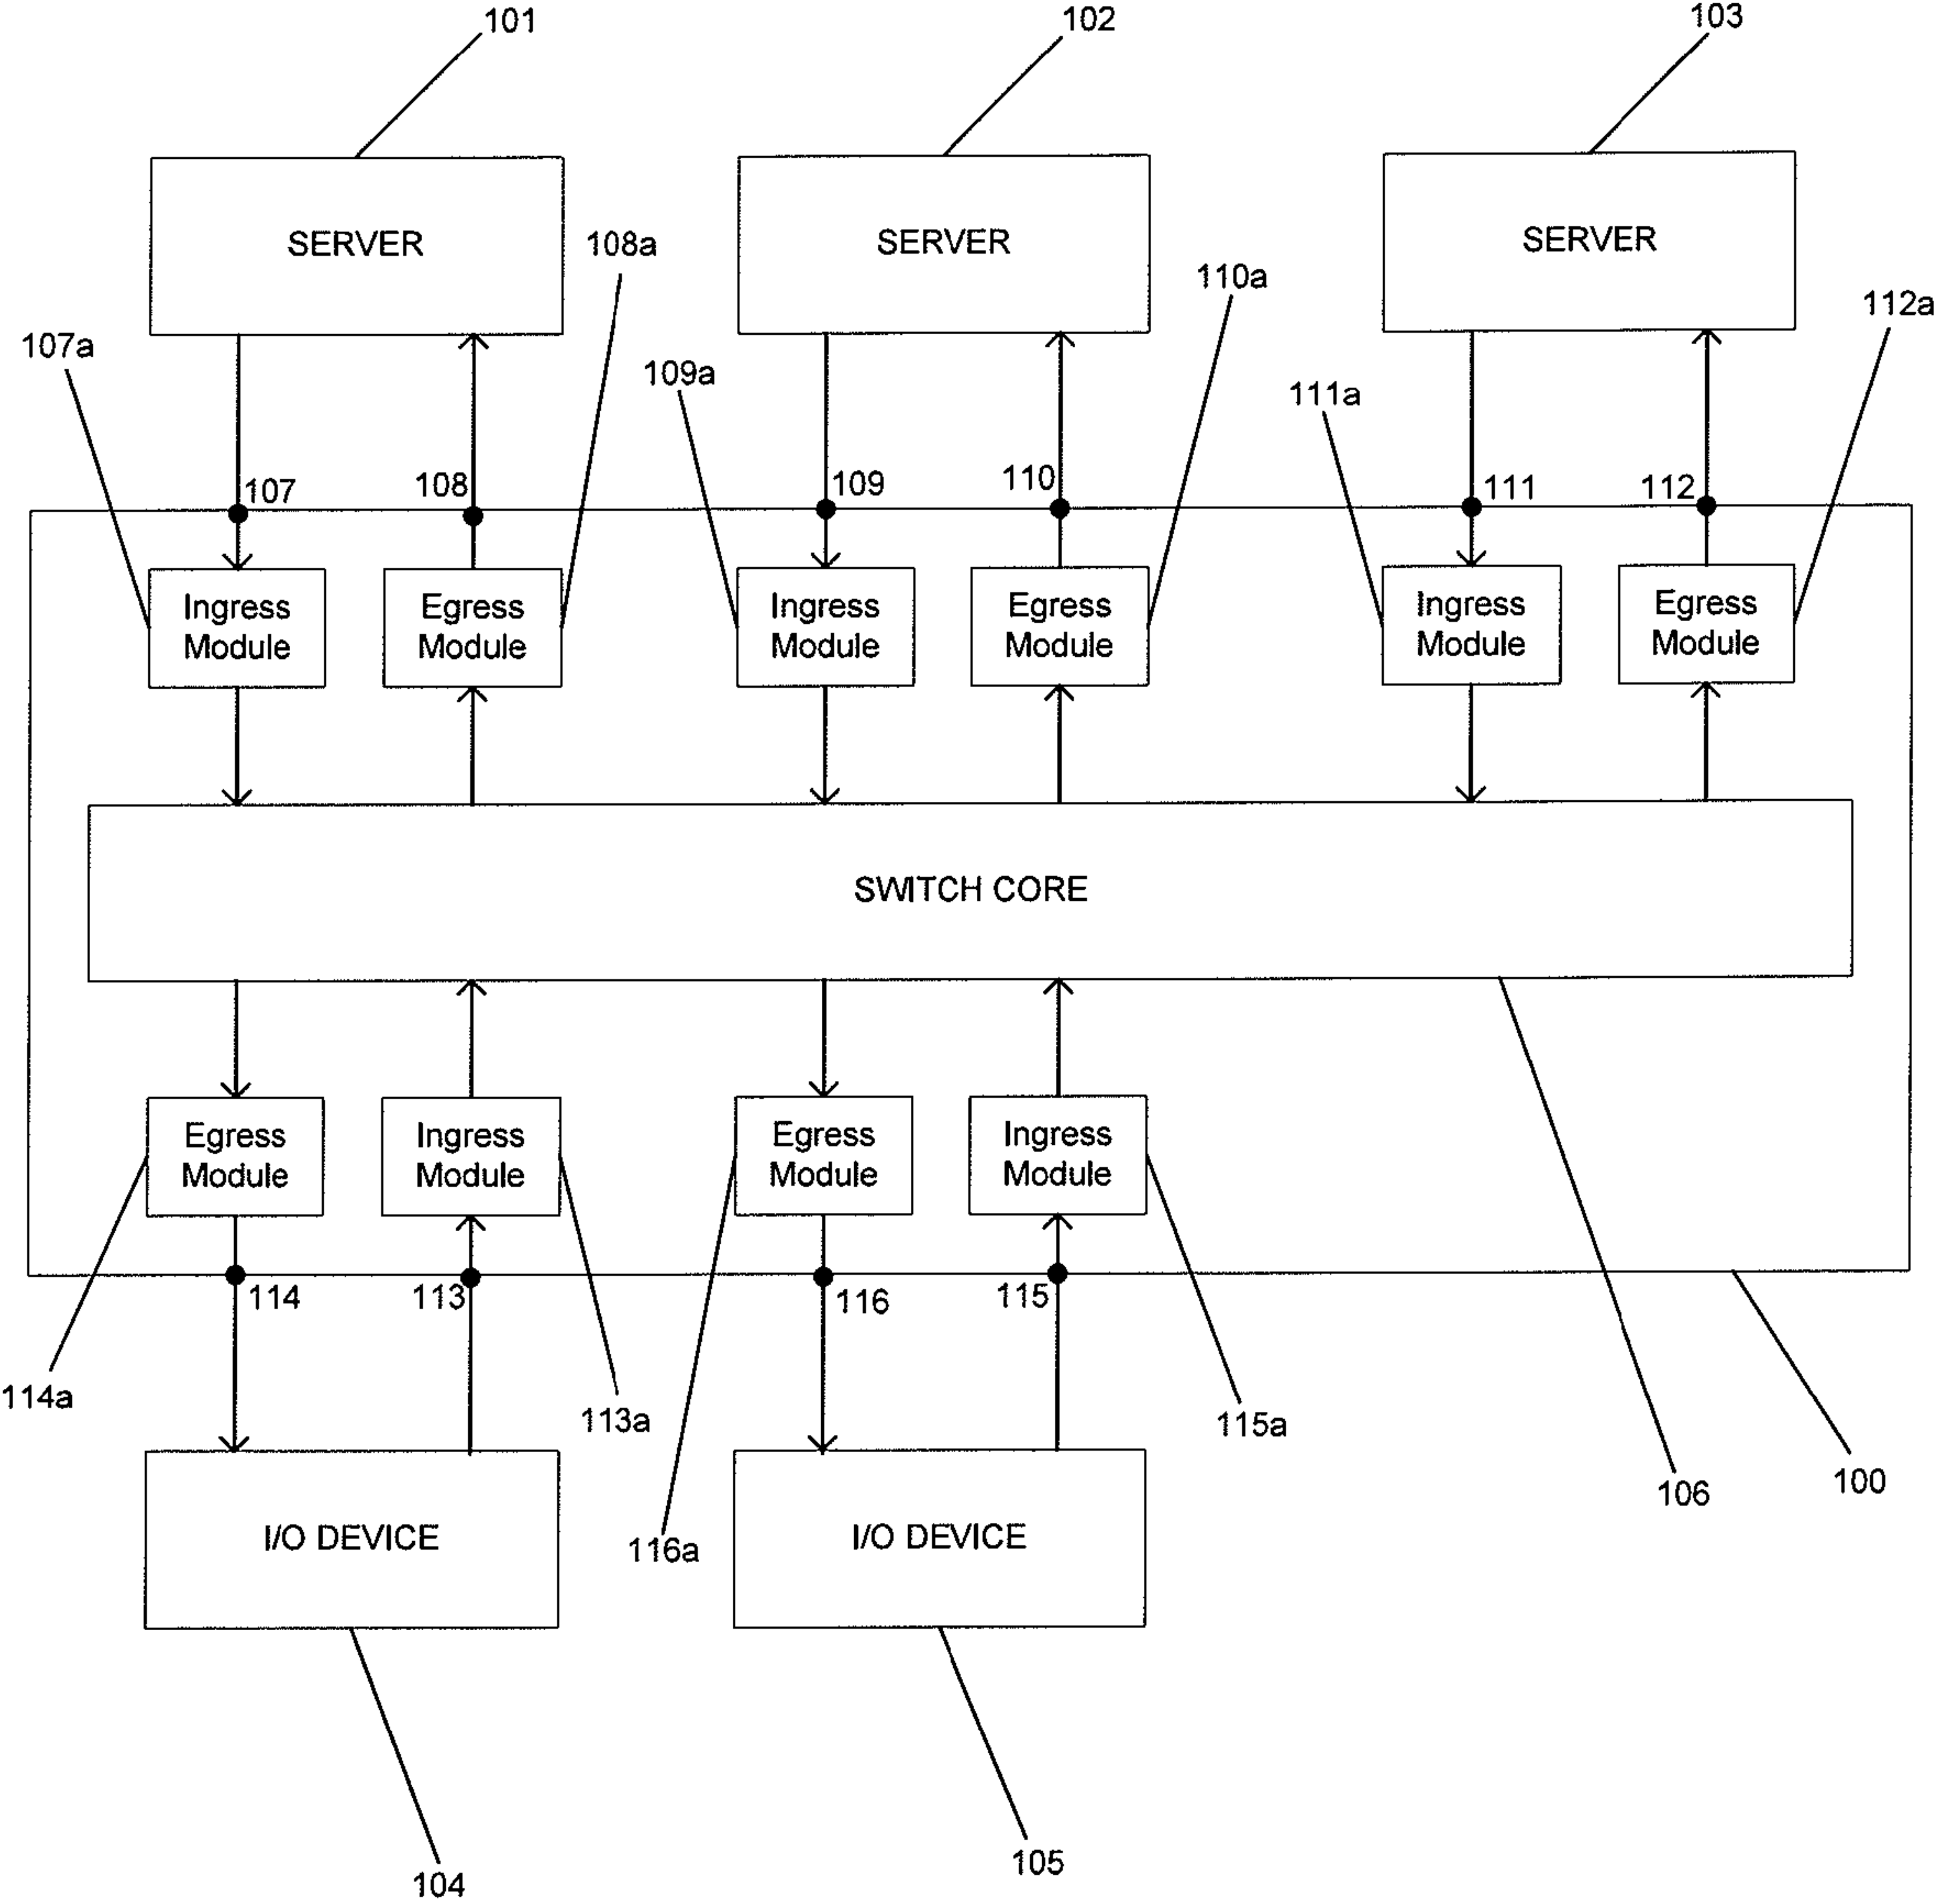 101
102
103
SERVER
SERVER
SERVER
108a
110a
112a
107a
109a
111a
107
108
109
110
111
112
Ingress
Module
Egress
Module
Ingress
Module
Egress
Module
Ingress
Module
Egress
Module
SWITCH CORE
Egress
Module
Ingress
Module
Egress
Module
Ingress
Module
114
113
116
115
114a
113a
115a
100
106
116a
I/O DEVICE
I/O DEVICE
104
105